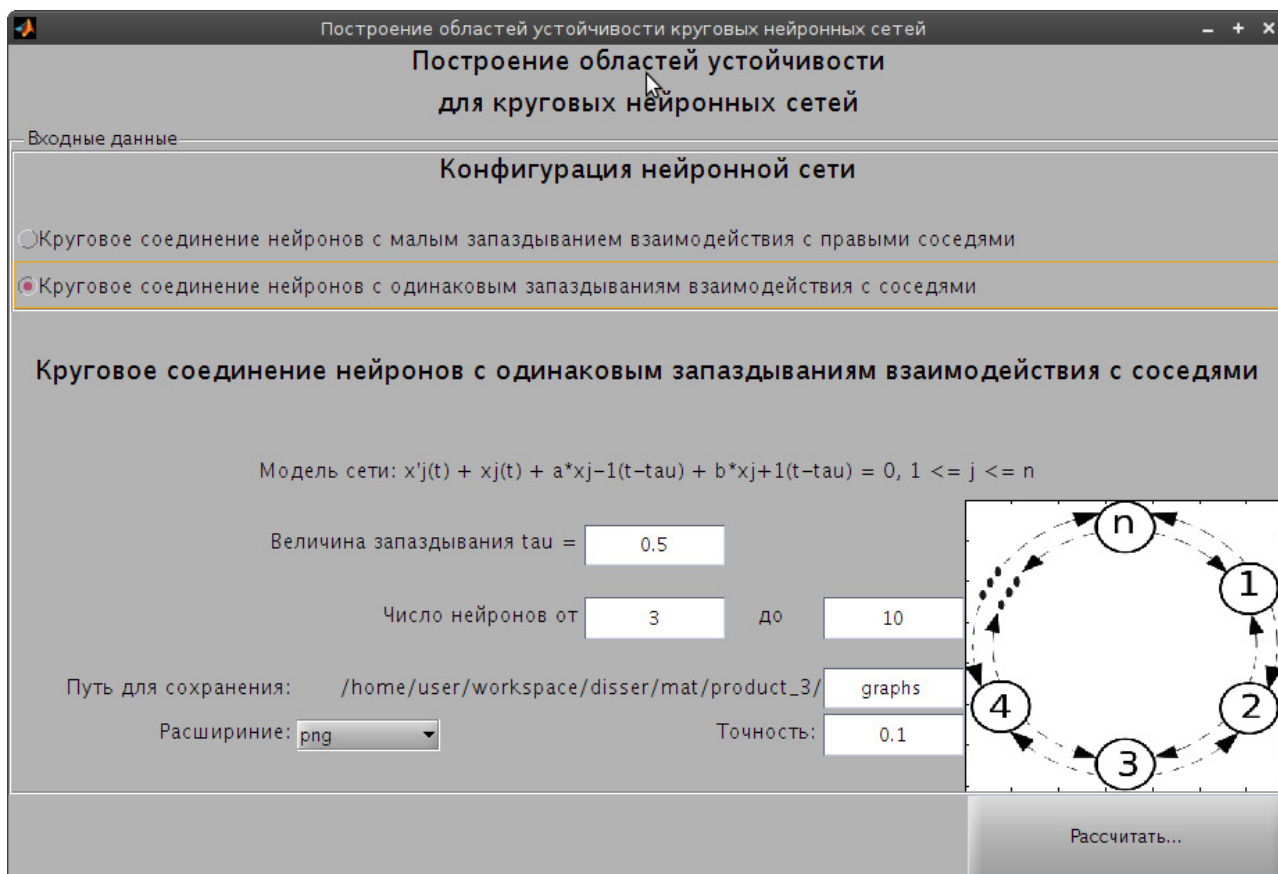 Построение областей устойчивости круговых нейронных сетей
Построение областей устойчивости
для круговых нейронных сетей
Входные данные
Конфигурация нейронной сети
Круговое соединение нейронов с малым запаздыванием взаимодействия с правыми соседями
Круговое соединение нейронов с одинаковым запаздываниям взаимодействия с соседями
Круговое соединение нейронов с одинаковым запаздываниям взаимодействия с соседями
Модель сети: x'j(t) + xj(t) + a*xj-1(t-tau) + b*xj+1(t-tau) = 0, 1 <= j <= n
Величина запаздывания tau = 0.5
Число нейронов от 3 до 10
Путь для сохранения: /home/user/workspace/disser/mat/product_3/ graphs
Расширине: png Точность: 0.1
n
1
2
3
4
Рассчитать...